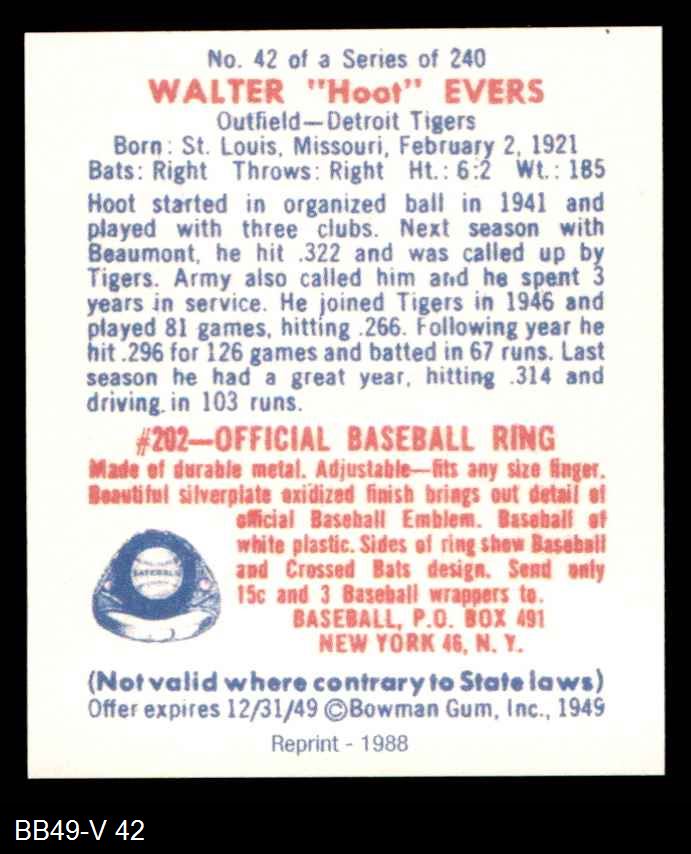 No. 42 of a Series of 240
WALTER "Hoot" EVERS
Outfield—Detroit Tigers
Born: St. Louis, Missouri, February 2, 1921
Bats: Right Throws: Right Ht.: 6:2 Wt.: 185
Hoot started in organized ball in 1941 and
played with three clubs. Next season with
Beaumont, he hit .322 and was called up by
Tigers. Army also called him and he spent 3
years in service. He joined Tigers in 1946 and
played 81 games, hitting .266. Following year he
hit .296 for 126 games and batted in 67 runs. Last
season he had a great year, hitting .314 and
driving in 103 runs.
#202—OFFICIAL BASEBALL RING
Made of durable metal. Adjustable—fits any size finger.
Beautiful silverplate oxidized finish brings out detail of
official Baseball Emblem. Baseball of
white plastic. Sides of ring show Baseball
and Crossed Bats design. Send only
15c and 3 Baseball wrappers to.
BASEBALL, P.O. BOX 491
NEW YORK 46, N. Y.
BASEBALL
(Not valid where contrary to State laws)
Offer expires 12/31/49 ©Bowman Gum, Inc., 1949
Reprint - 1988
BB49-V 42